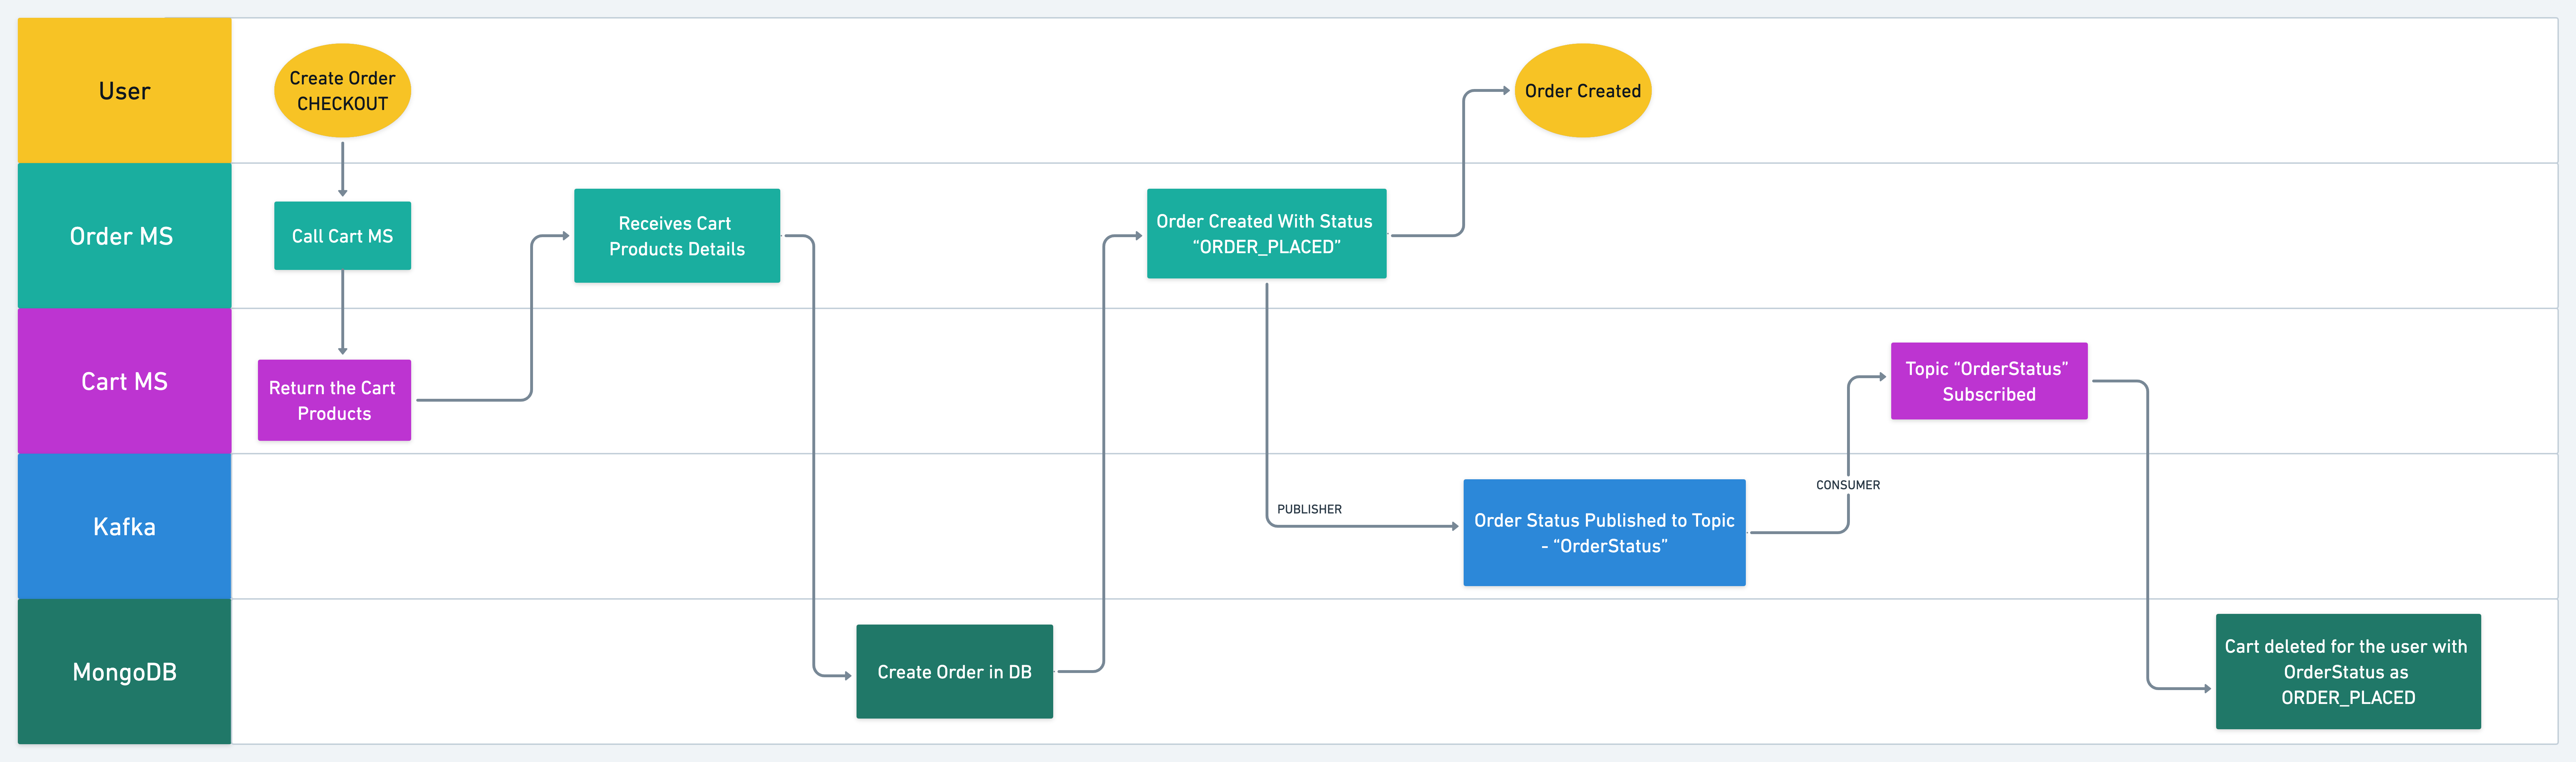 User
Create Order
CHECKOUT
Order Created
Order MS
Call Cart MS
Receives Cart
Products Details
Order Created With Status
“ORDER_PLACED”
Cart MS
Return the Cart
Products
Topic “OrderStatus”
Subscribed
Kafka
PUBLISHER
Order Status Published to Topic
- “OrderStatus”
CONSUMER
MongoDB
Create Order in DB
Cart deleted for the user with
OrderStatus as
ORDER_PLACED